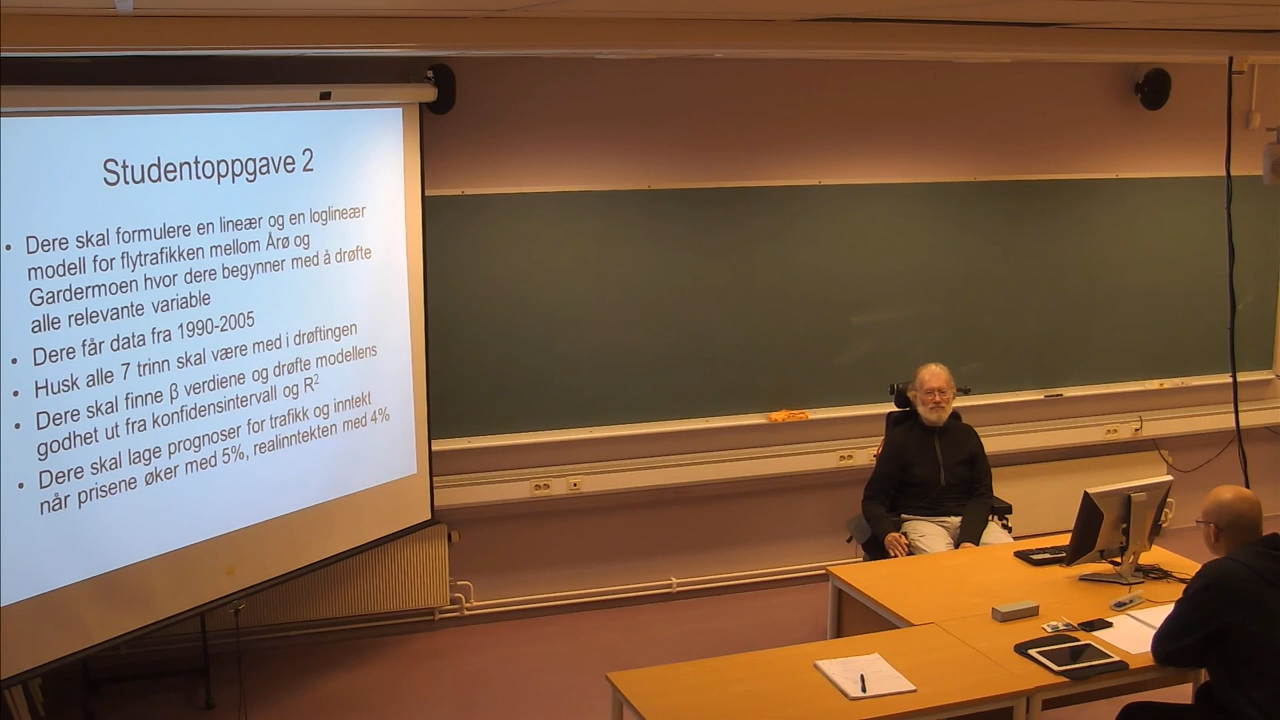 Studentoppgave 2
• Dere skal formulere en lineær og en loglineær
modell for flytrafikken mellom Årø og
Gardermoen hvor dere begynner med å drøfte
alle relevante variable
• Dere får data fra 1990-2005
• Husk alle 7 trinn skal være med i drøftingen
• Dere skal finne β verdiene og drøfte modellens
godhet ut fra konfidensintervall og R²
• Dere skal lage prognoser for trafikk og inntekt
når prisene øker med 5%, realinntekten med 4%